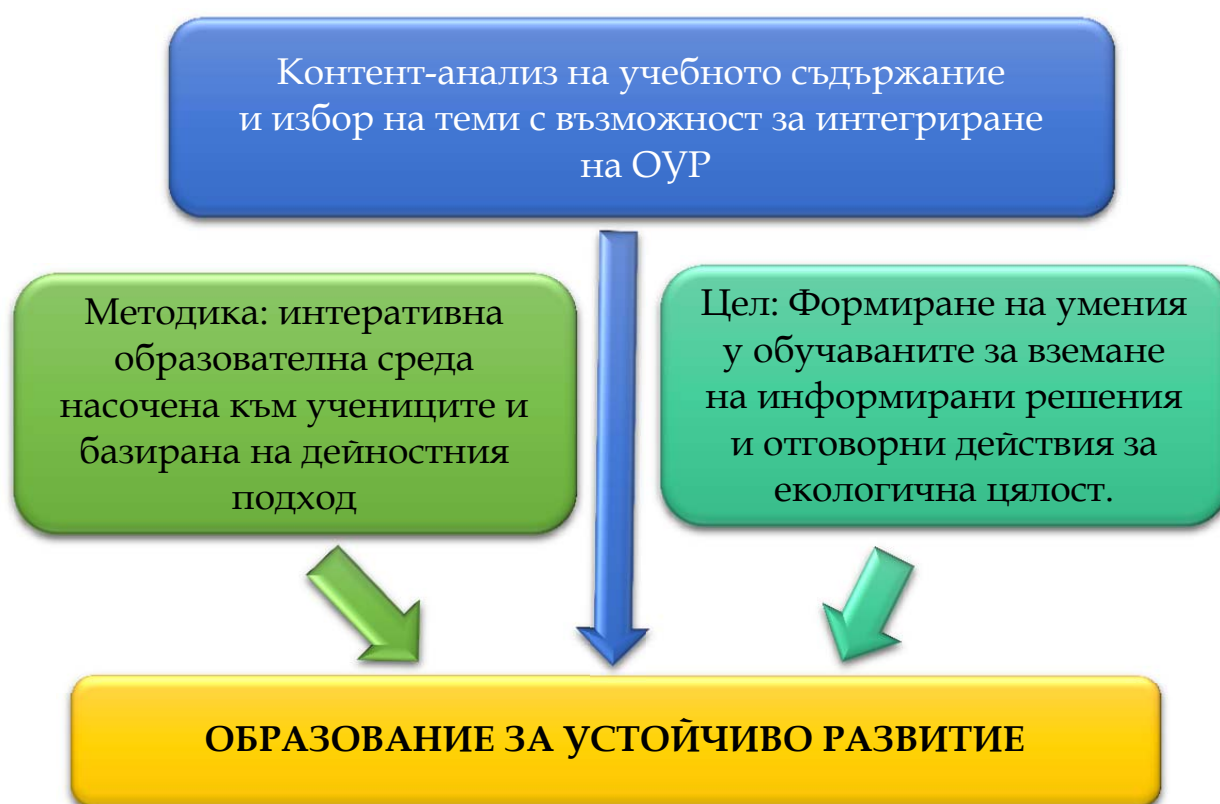 Контент-анализ на учебното съдържание
и избор на теми с възможност за интегриране
на ОУР
Методика: интеративна
образователна среда
насочена към учениците и
базирана на дейностния
подход
Цел: Формиране на умения
у обучаваните за вземане
на информирани решения
и отговорни действия за
екологична цялост.
ОБРАЗОВАНИЕ ЗА УСТОЙЧИВО РАЗВИТИЕ